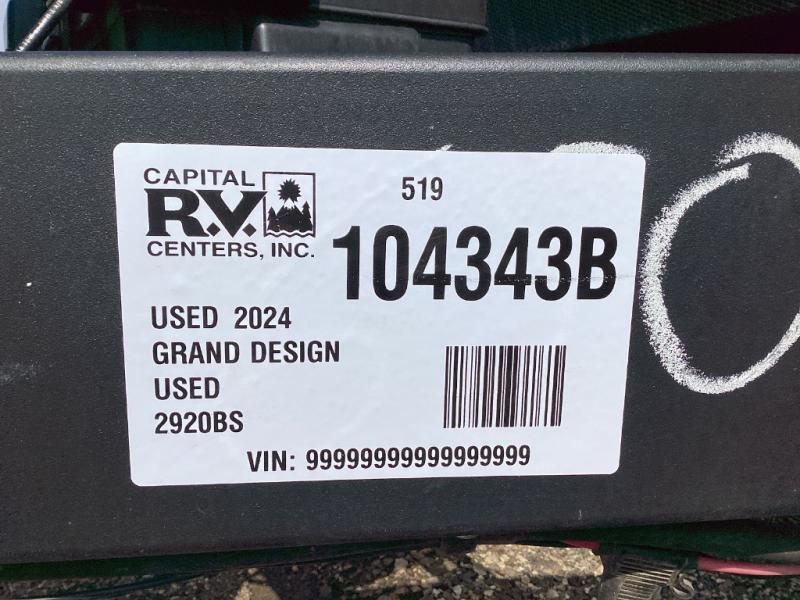 CAPITAL
R.V.
CENTERS, INC.
519
104343B
USED 2024
GRAND DESIGN
USED
2920BS
VIN: 99999999999999999